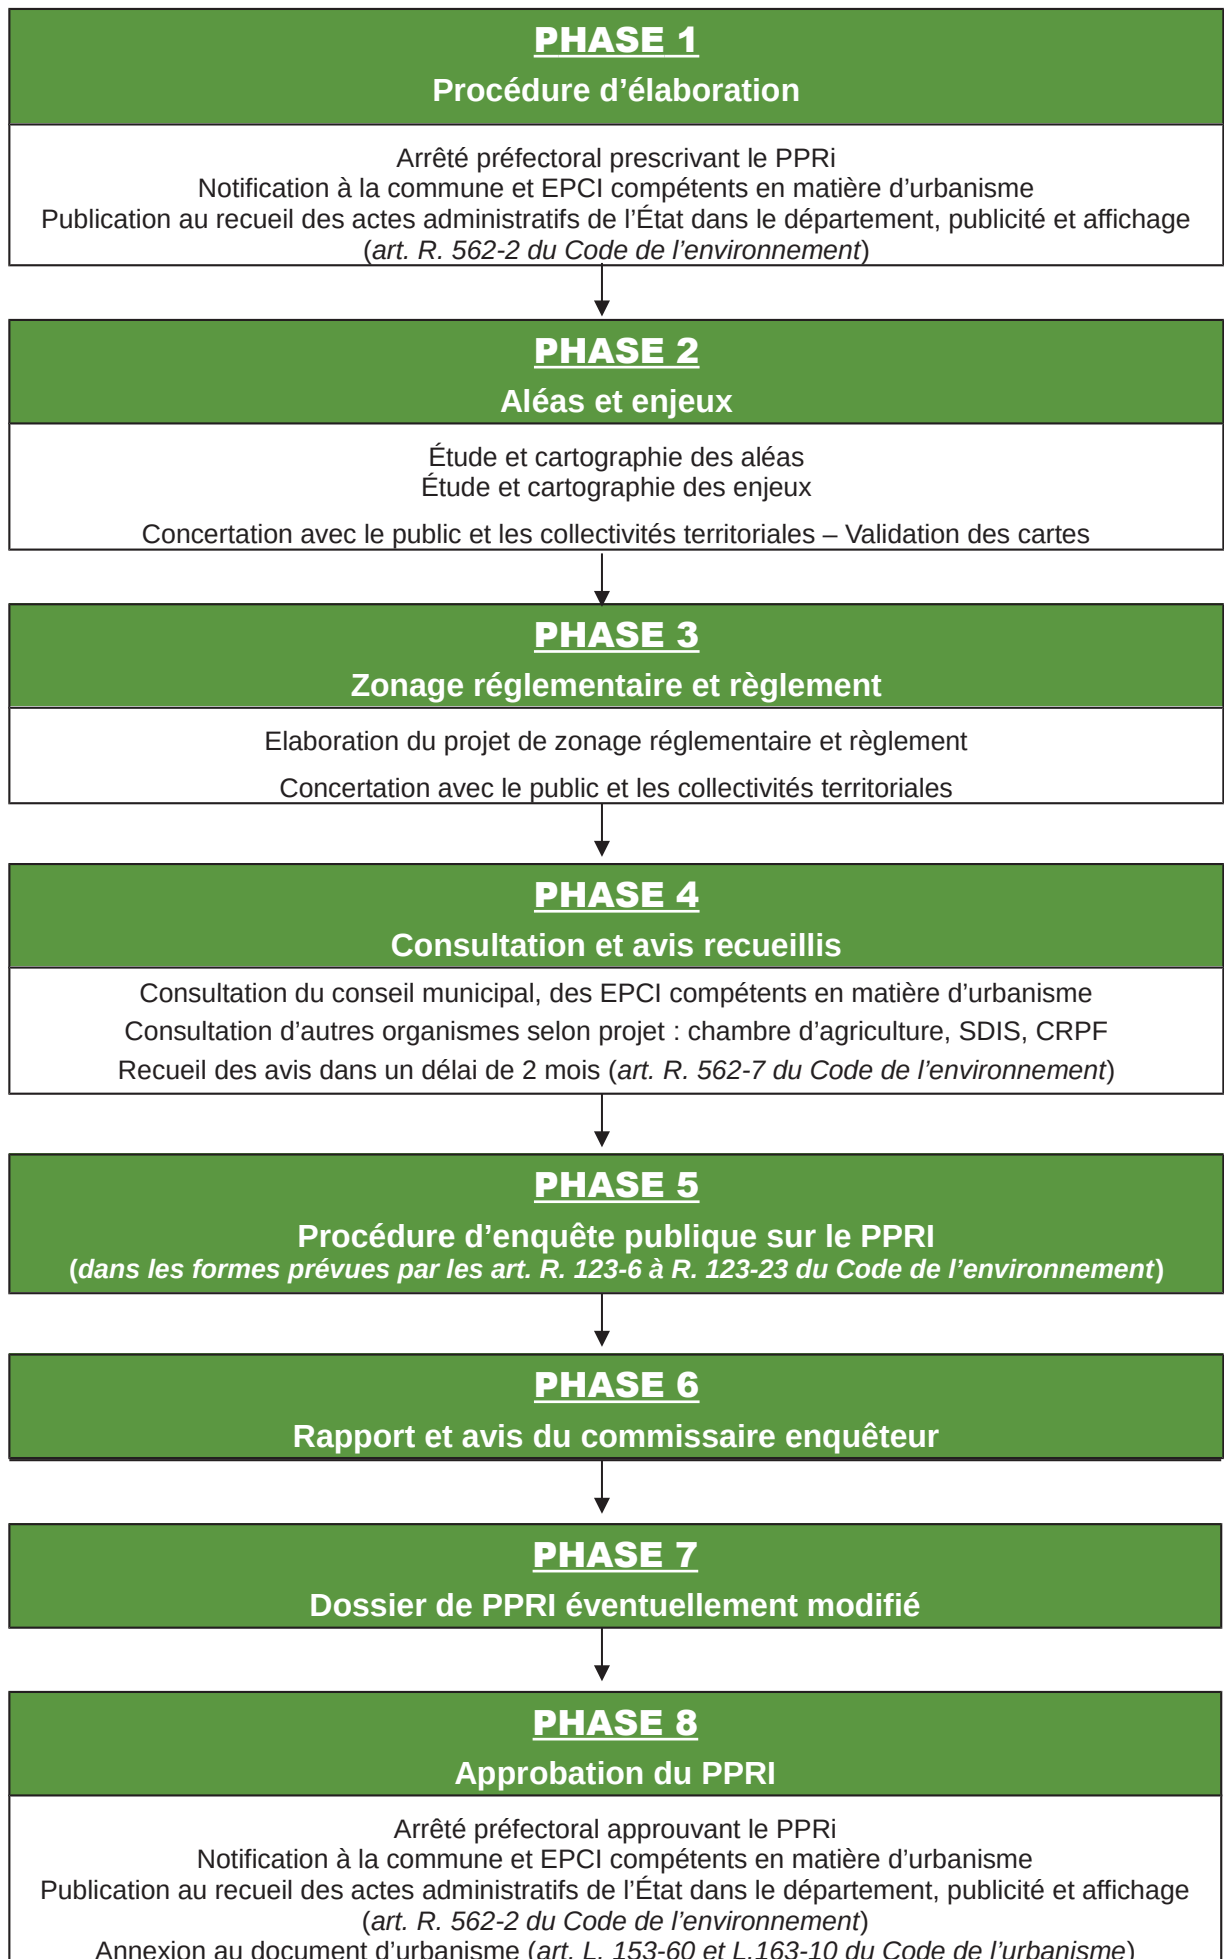 PHASE 1
Procédure d’élaboration
Arrêté préfectoral prescrivant le PPRi
Notification à la commune et EPCI compétents en matière d’urbanisme
Publication au recueil des actes administratifs de l’État dans le département, publicité et affichage
(art. R. 562-2 du Code de l’environnement)
PHASE 2
Aléas et enjeux
Étude et cartographie des aléas
Étude et cartographie des enjeux
Concertation avec le public et les collectivités territoriales – Validation des cartes
PHASE 3
Zonage réglementaire et règlement
Elaboration du projet de zonage réglementaire et règlement
Concertation avec le public et les collectivités territoriales
PHASE 4
Consultation et avis recueillis
Consultation du conseil municipal, des EPCI compétents en matière d’urbanisme
Consultation d’autres organismes selon projet : chambre d’agriculture, SDIS, CRPF
Recueil des avis dans un délai de 2 mois (art. R. 562-7 du Code de l’environnement)
PHASE 5
Procédure d’enquête publique sur le PPRI
(dans les formes prévues par les art. R. 123-6 à R. 123-23 du Code de l’environnement)
PHASE 6
Rapport et avis du commissaire enquêteur
PHASE 7
Dossier de PPRI éventuellement modifié
PHASE 8
Approbation du PPRI
Arrêté préfectoral approuvant le PPRi
Notification à la commune et EPCI compétents en matière d’urbanisme
Publication au recueil des actes administratifs de l’État dans le département, publicité et affichage
(art. R. 562-2 du Code de l’environnement)
Annexion au document d’urbanisme (art. L. 153-60 et L.163-10 du Code de l’urbanisme)